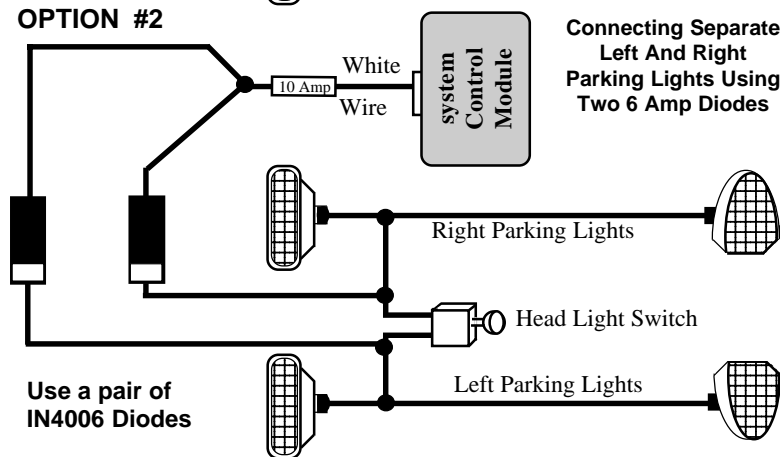 OPTION #2
Connecting Separate
Left And Right
Parking Lights Using
Two 6 Amp Diodes
White
10 Amp
Wire
system
Control
Module
Right Parking Lights
Head Light Switch
Left Parking Lights
Use a pair of
IN4006 Diodes